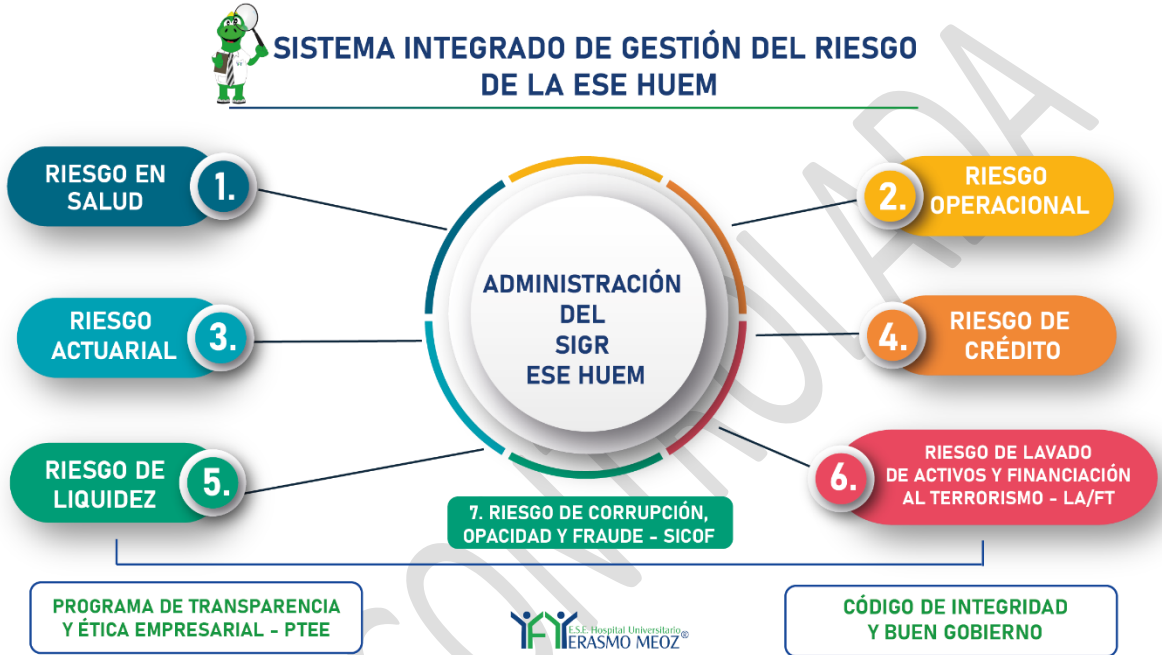 SISTEMA INTEGRADO DE GESTIÓN DEL RIESGO
DE LA ESE HUEM
RIESGO EN
SALUD
1.
2.
RIESGO
OPERACIONAL
ADMINISTRACIÓN
DEL
SIGR
ESE HUEM
RIESGO
ACTUARIAL
3.
4.
RIESGO DE
CRÉDITO
RIESGO DE
LIQUIDEZ
5.
6.
RIESGO DE LAVADO
DE ACTIVOS Y FINANCIACIÓN
AL TERRORISMO - LA/FT
7. RIESGO DE CORRUPCIÓN,
OPACIDAD Y FRAUDE - SICOF
PROGRAMA DE TRANSPARENCIA
Y ÉTICA EMPRESARIAL - PTEE
E.S.E. Hospital Universitario
ERASMO MEOZ®
CÓDIGO DE INTEGRIDAD
Y BUEN GOBIERNO